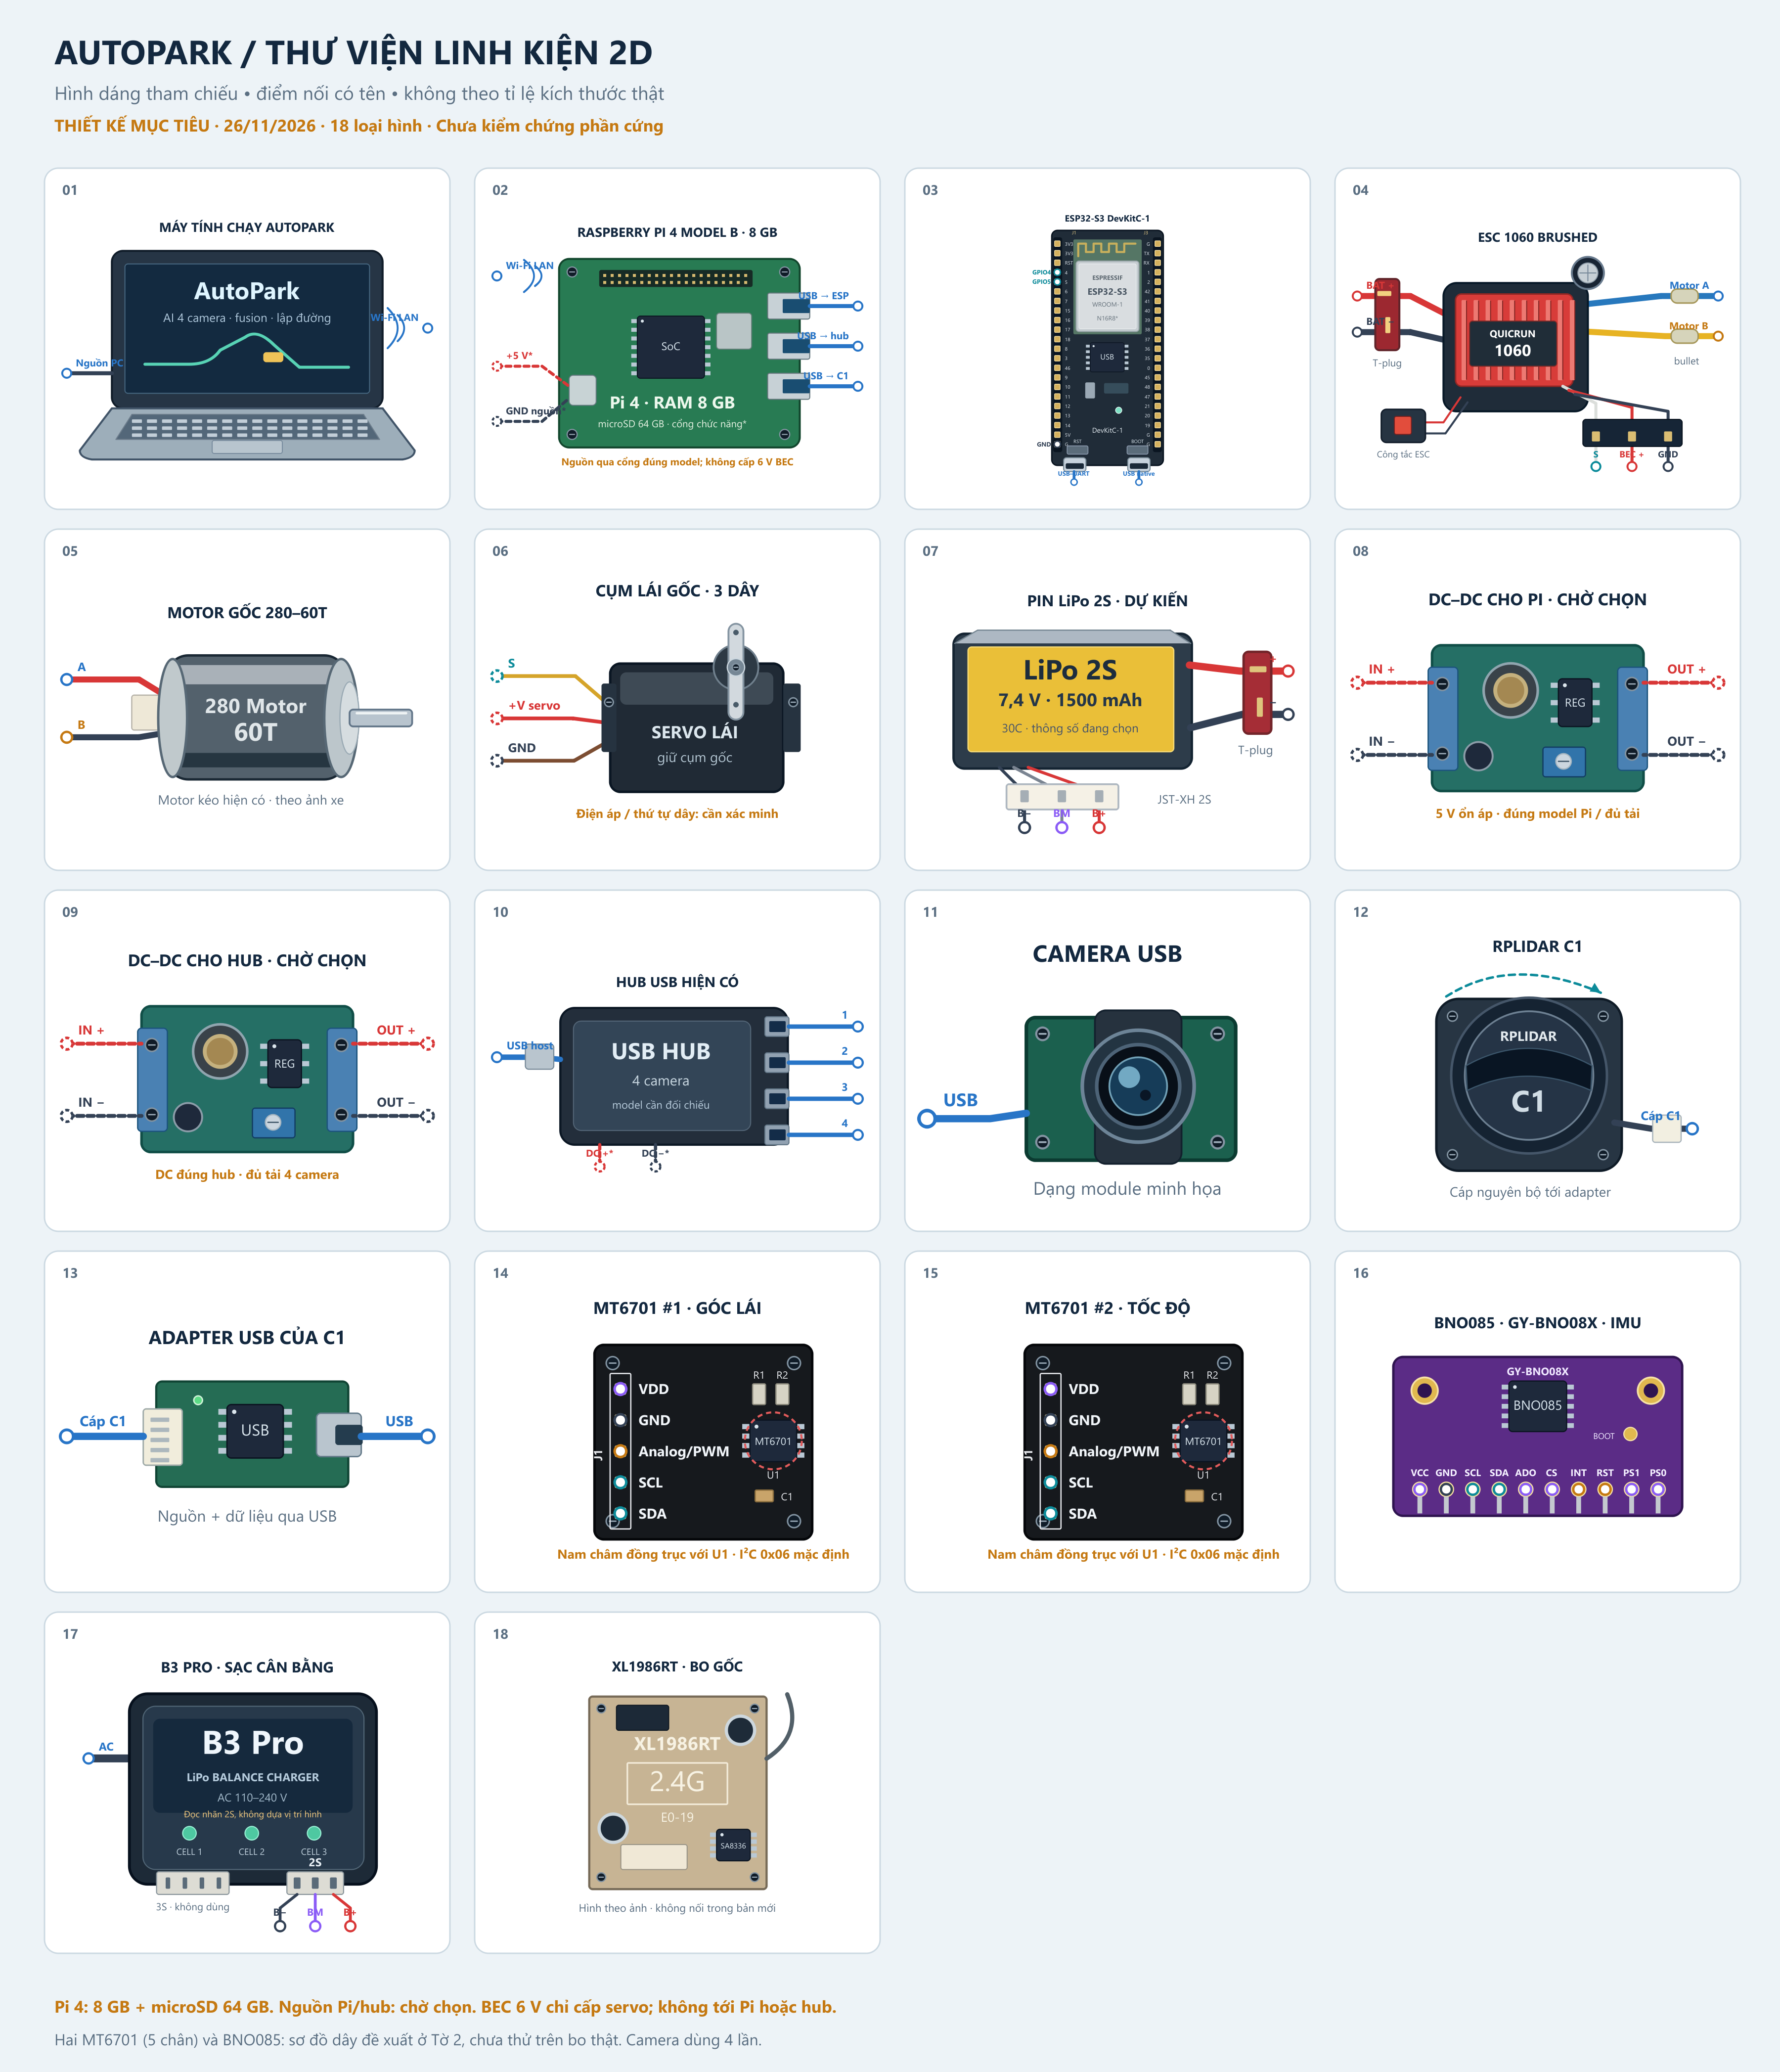 AUTOPARK / THƯ VIỆN LINH KIỆN 2D
Hình dáng tham chiếu • điểm nối có tên • không theo tỉ lệ kích thước thật
THIẾT KẾ MỤC TIÊU · 26/11/2026 · 18 loại hình · Chưa kiểm chứng phần cứng
01
MÁY TÍNH CHẠY AUTOPARK
AutoPark
AI 4 camera · fusion · lập đường
Wi-Fi LAN
Nguồn PC
02
RASPBERRY PI 4 MODEL B · 8 GB
Wi-Fi LAN
USB → ESP
USB → hub
USB → C1
SoC
+5 V*
GND nguồn*
Pi 4 · RAM 8 GB
microSD 64 GB · cổng chức năng*
Nguồn qua cổng đúng model; không cấp 6 V BEC
03
ESP32-S3 DevKitC-1
GPIO4
GPIO5
ESPRESSIF
ESP32-S3
WROOM-1
N16R8*
USB
DevKitC-1
GND
RST
BOOT
USB-UART
USB native
04
ESC 1060 BRUSHED
BAT +
BAT −
T-plug
QUICRUN
1060
Motor A
Motor B
bullet
Công tắc ESC
S
BEC +
GND
05
MOTOR GỐC 280–60T
A
B
280 Motor
60T
Motor kéo hiện có · theo ảnh xe
06
CỤM LÁI GỐC · 3 DÂY
S
+V servo
GND
SERVO LÁI
giữ cụm gốc
Điện áp / thứ tự dây: cần xác minh
07
PIN LiPo 2S · DỰ KIẾN
LiPo 2S
7,4 V · 1500 mAh
30C · thông số đang chọn
+
−
T-plug
JST-XH 2S
B−
BM
B+
08
DC–DC CHO PI · CHỜ CHỌN
IN +
IN −
REG
OUT +
OUT −
5 V ổn áp · đúng model Pi / đủ tải
09
DC–DC CHO HUB · CHỜ CHỌN
IN +
IN −
REG
OUT +
OUT −
DC đúng hub · đủ tải 4 camera
10
HUB USB HIỆN CÓ
USB host
USB HUB
4 camera
model cần đối chiếu
1
2
3
4
DC +*
DC −*
11
CAMERA USB
USB
Dạng module minh họa
12
RPLIDAR C1
RPLIDAR
C1
Cáp C1
Cáp nguyên bộ tới adapter
13
ADAPTER USB CỦA C1
Cáp C1
USB
USB
Nguồn + dữ liệu qua USB
14
MT6701 #1 · GÓC LÁI
J1
VDD
GND
Analog/PWM
SCL
SDA
R1 R2
MT6701
U1
C1
Nam châm đồng trục với U1 · I²C 0x06 mặc định
15
MT6701 #2 · TỐC ĐỘ
J1
VDD
GND
Analog/PWM
SCL
SDA
R1 R2
MT6701
U1
C1
Nam châm đồng trục với U1 · I²C 0x06 mặc định
16
BNO085 · GY-BNO08X · IMU
GY-BNO08X
BNO085
BOOT
VCC GND SCL SDA ADO CS INT RST PS1 PS0
17
B3 PRO · SẠC CÂN BẰNG
AC
B3 Pro
LiPo BALANCE CHARGER
AC 110–240 V
Đọc nhãn 2S, không dựa vị trí hình
CELL 1
CELL 2
CELL 3
2S
3S · không dùng
B−
BM
B+
18
XL1986RT · BO GỐC
XL1986RT
2.4G
E0-19
SA8336
Hình theo ảnh · không nối trong bản mới
Pi 4: 8 GB + microSD 64 GB. Nguồn Pi/hub: chờ chọn. BEC 6 V chỉ cấp servo; không tới Pi hoặc hub.
Hai MT6701 (5 chân) và BNO085: sơ đồ dây đề xuất ở Tờ 2, chưa thử trên bo thật. Camera dùng 4 lần.